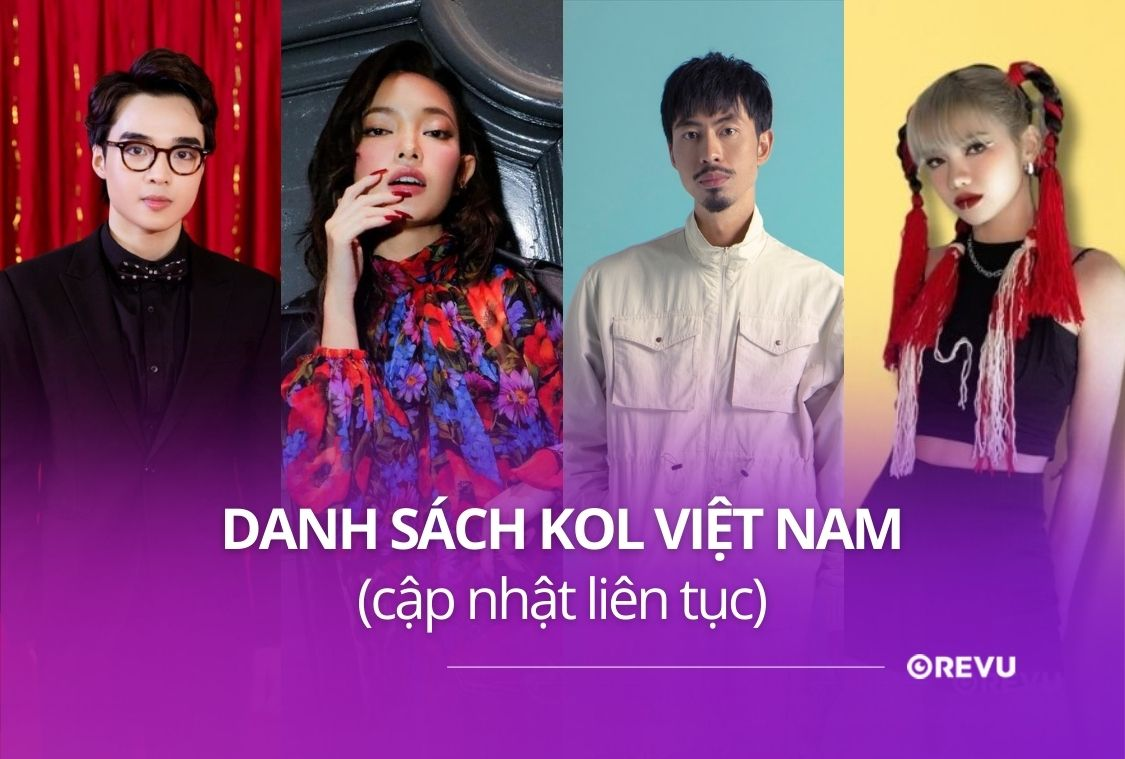 DANH SÁCH KOL VIỆT NAM
(cập nhật liên tục)
REVU